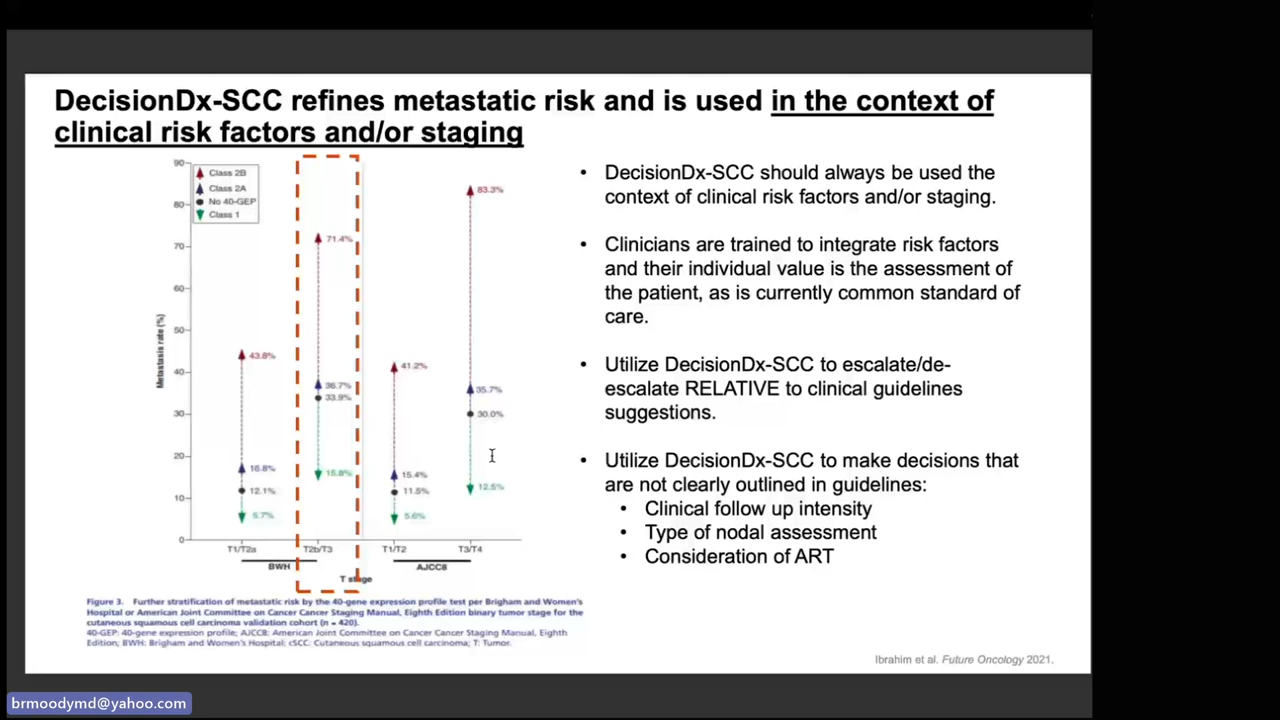 DecisionDx-SCC refines metastatic risk and is used in the context of
clinical risk factors and/or staging
90
80
70
60
50
40
30
20
10
0
Metastasis rate (%)
Class 2B
Class 2A
No 40-GEP
Class 1
43.8%
16.8%
12.1%
5.7%
71.4%
36.7%
33.9%
15.8%
41.2%
15.4%
11.5%
5.6%
83.3%
35.7%
30.0%
12.5%
T1/T2a
T2b/T3
T1/T2
T3/T4
BWH
AJCC8
T stage
Figure 3. Further stratification of metastatic risk by the 40-gene expression profile test per Brigham and Women's
Hospital or American Joint Committee on Cancer Cancer Staging Manual, Eighth Edition binary tumor stage for the
cutaneous squamous cell carcinoma validation cohort (n = 420).
40-GEP: 40-gene expression profile; AJCC8: American Joint Committee on Cancer Cancer Staging Manual, Eighth
Edition; BWH: Brigham and Women's Hospital; cSCC: Cutaneous squamous cell carcinoma; T: Tumor.
• DecisionDx-SCC should always be used the
context of clinical risk factors and/or staging.
• Clinicians are trained to integrate risk factors
and their individual value is the assessment of
the patient, as is currently common standard of
care.
• Utilize DecisionDx-SCC to escalate/de-
escalate RELATIVE to clinical guidelines
suggestions.
• Utilize DecisionDx-SCC to make decisions that
are not clearly outlined in guidelines:
• Clinical follow up intensity
• Type of nodal assessment
• Consideration of ART
Ibrahim et al. Future Oncology 2021.
brmoodymd@yahoo.com